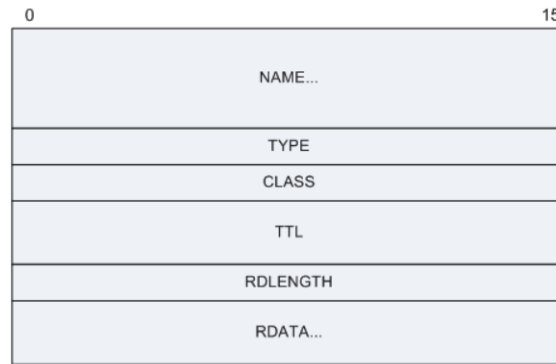 0 15
NAME...
TYPE
CLASS
TTL
RDLENGTH
RDATA...